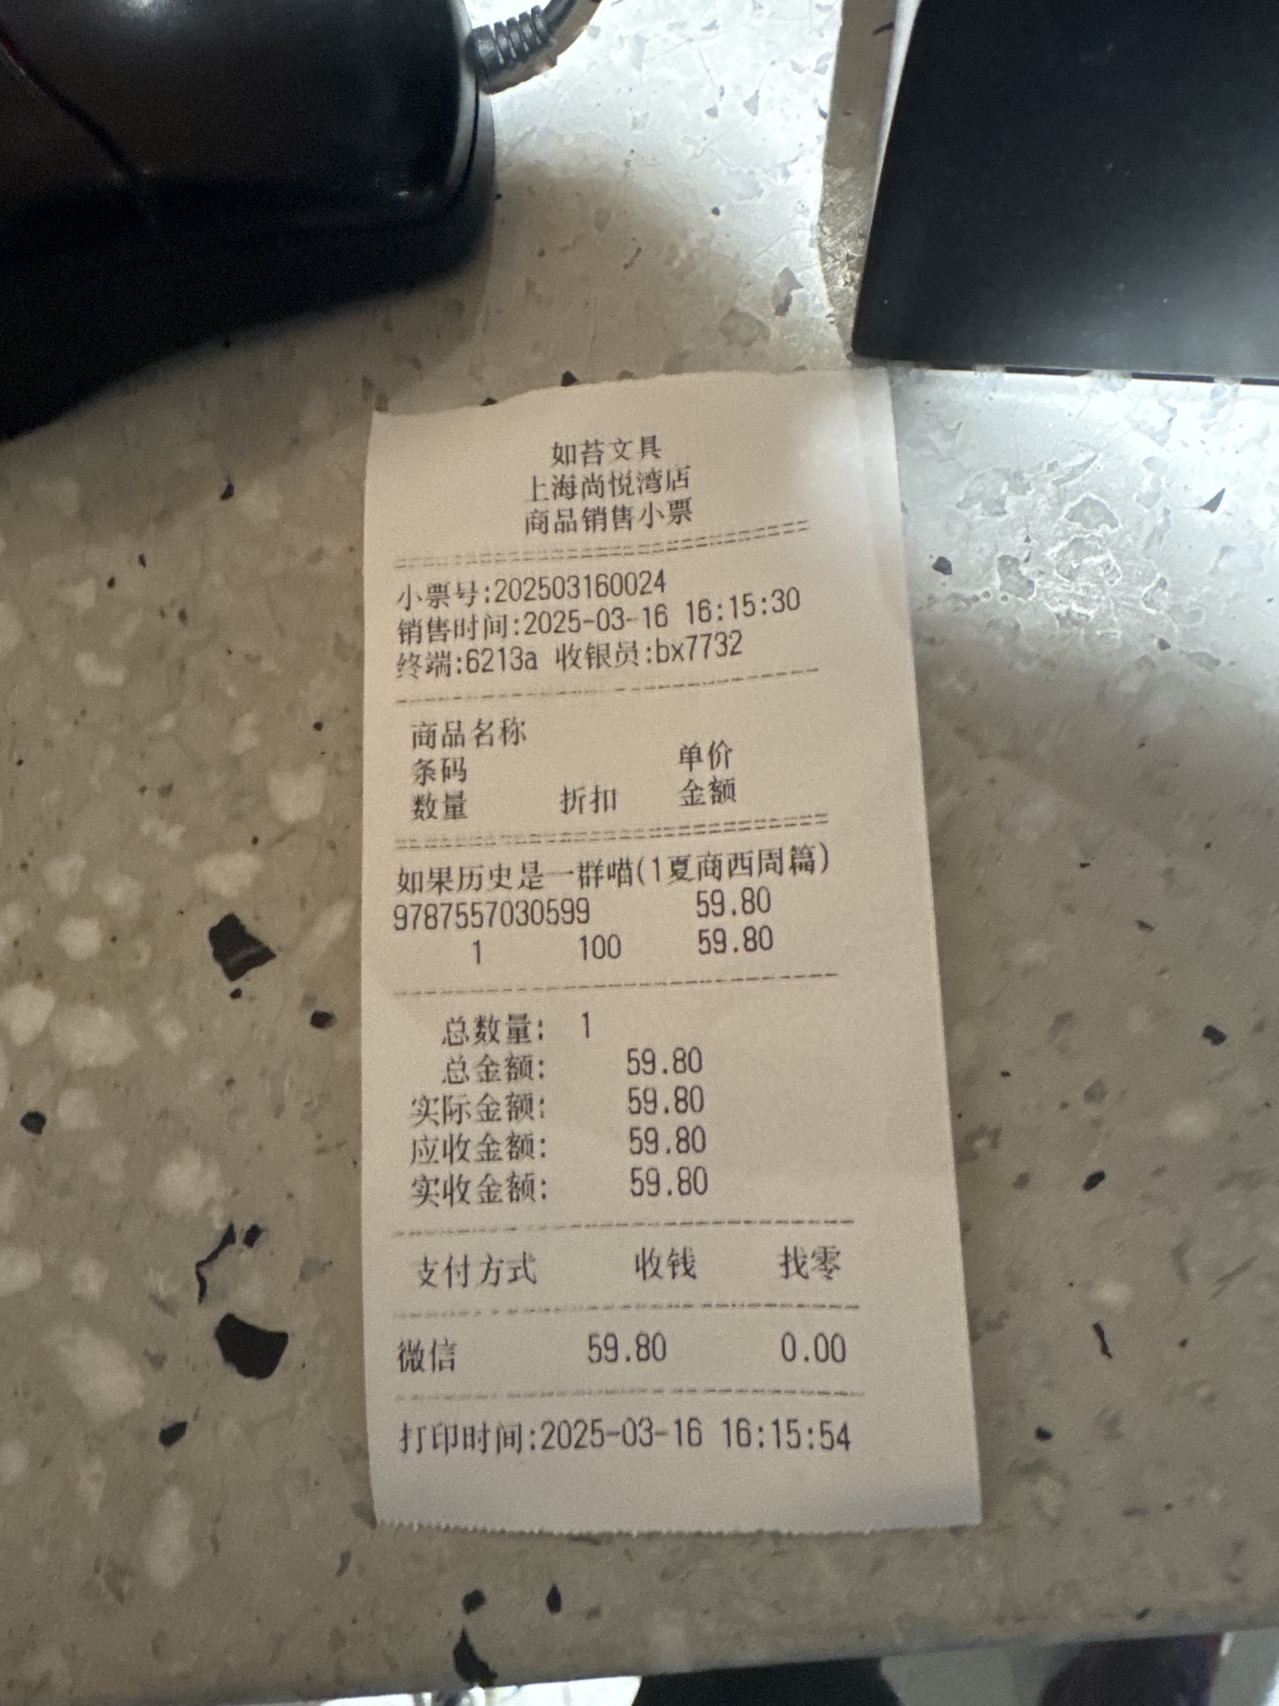 如苔文具
上海尚悦湾店
商品销售小票
小票号:202503160024
销售时间:2025-03-16 16:15:30
终端:6213a 收银员:bx7732
商品名称
条码 单价
数量 折扣 金额
如果历史是一群喵(1夏商西周篇)
9787557030599 59.80
1 100 59.80
总数量: 1
总金额: 59.80
实际金额: 59.80
应收金额: 59.80
实收金额: 59.80
支付方式 收钱 找零
微信 59.80 0.00
打印时间:2025-03-16 16:15:54